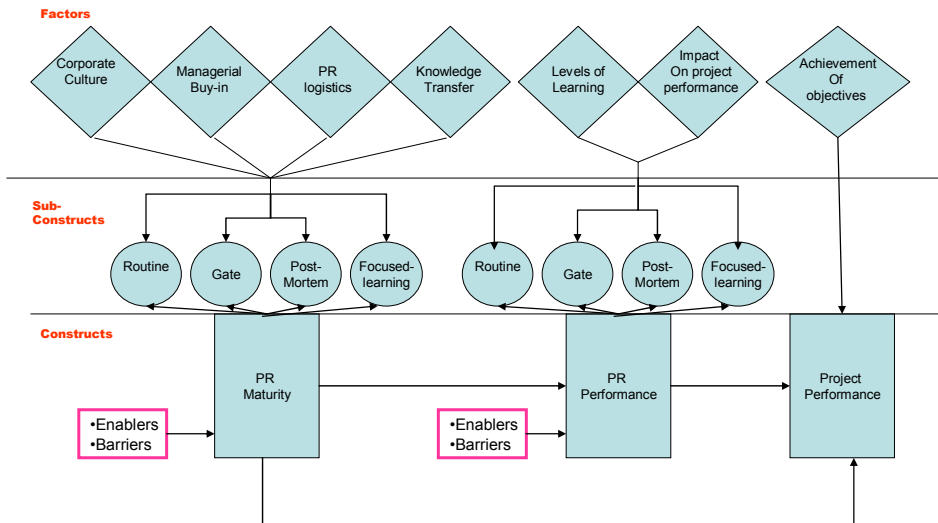 Factors
Corporate
Culture
Managerial
Buy-in
PR
logistics
Knowledge
Transfer
Levels of
Learning
Impact
On project
performance
Achievement
Of
objectives
Sub-
Constructs
Routine
Gate
Post-
Mortem
Focused-
learning
Routine
Gate
Post-
Mortem
Focused-
learning
Constructs
PR
Maturity
PR
Performance
Project
Performance
•Enablers
•Barriers
•Enablers
•Barriers